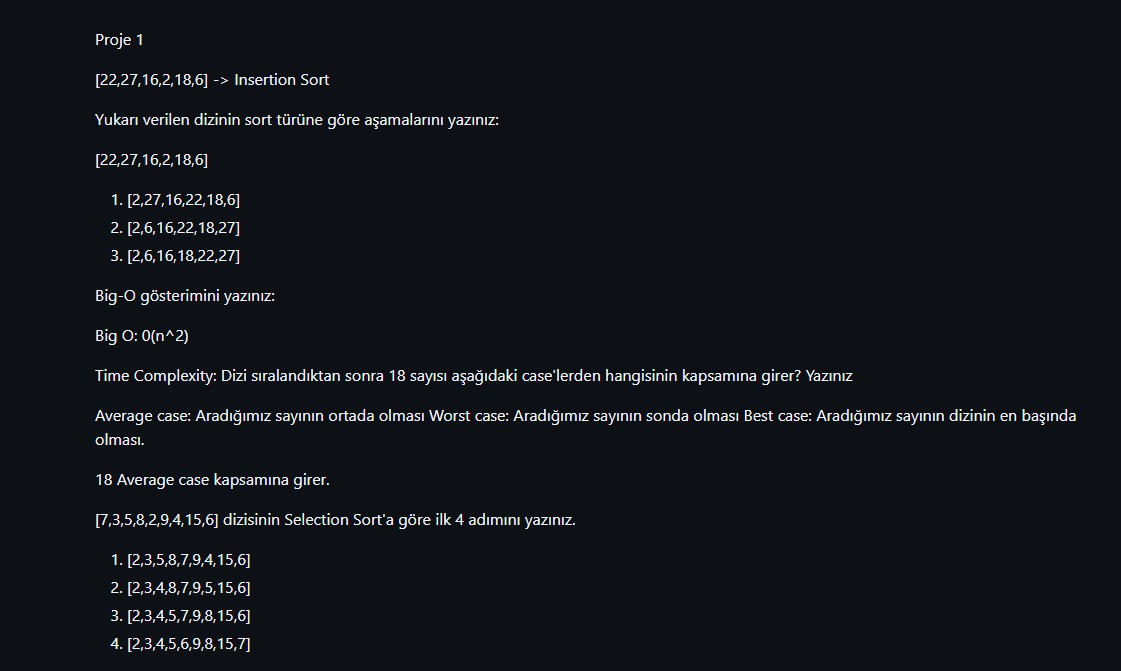 Proje 1
[22,27,16,2,18,6] -> Insertion Sort
Yukarı verilen dizinin sort türüne göre aşamalarını yazınız:
[22,27,16,2,18,6]
1. [2,27,16,22,18,6]
2. [2,6,16,22,18,27]
3. [2,6,16,18,22,27]
Big-O gösterimini yazınız:
Big O: 0(n^2)
Time Complexity: Dizi sıralandıktan sonra 18 sayısı aşağıdaki case'lerden hangisinin kapsamına girer? Yazınız
Average case: Aradığımız sayının ortada olması Worst case: Aradığımız sayının sonda olması Best case: Aradığımız sayının dizinin en başında
olması.
18 Average case kapsamına girer.
[7,3,5,8,2,9,4,15,6] dizisinin Selection Sort'a göre ilk 4 adımını yazınız.
1. [2,3,5,8,7,9,4,15,6]
2. [2,3,4,8,7,9,5,15,6]
3. [2,3,4,5,7,9,8,15,6]
4. [2,3,4,5,6,9,8,15,7]